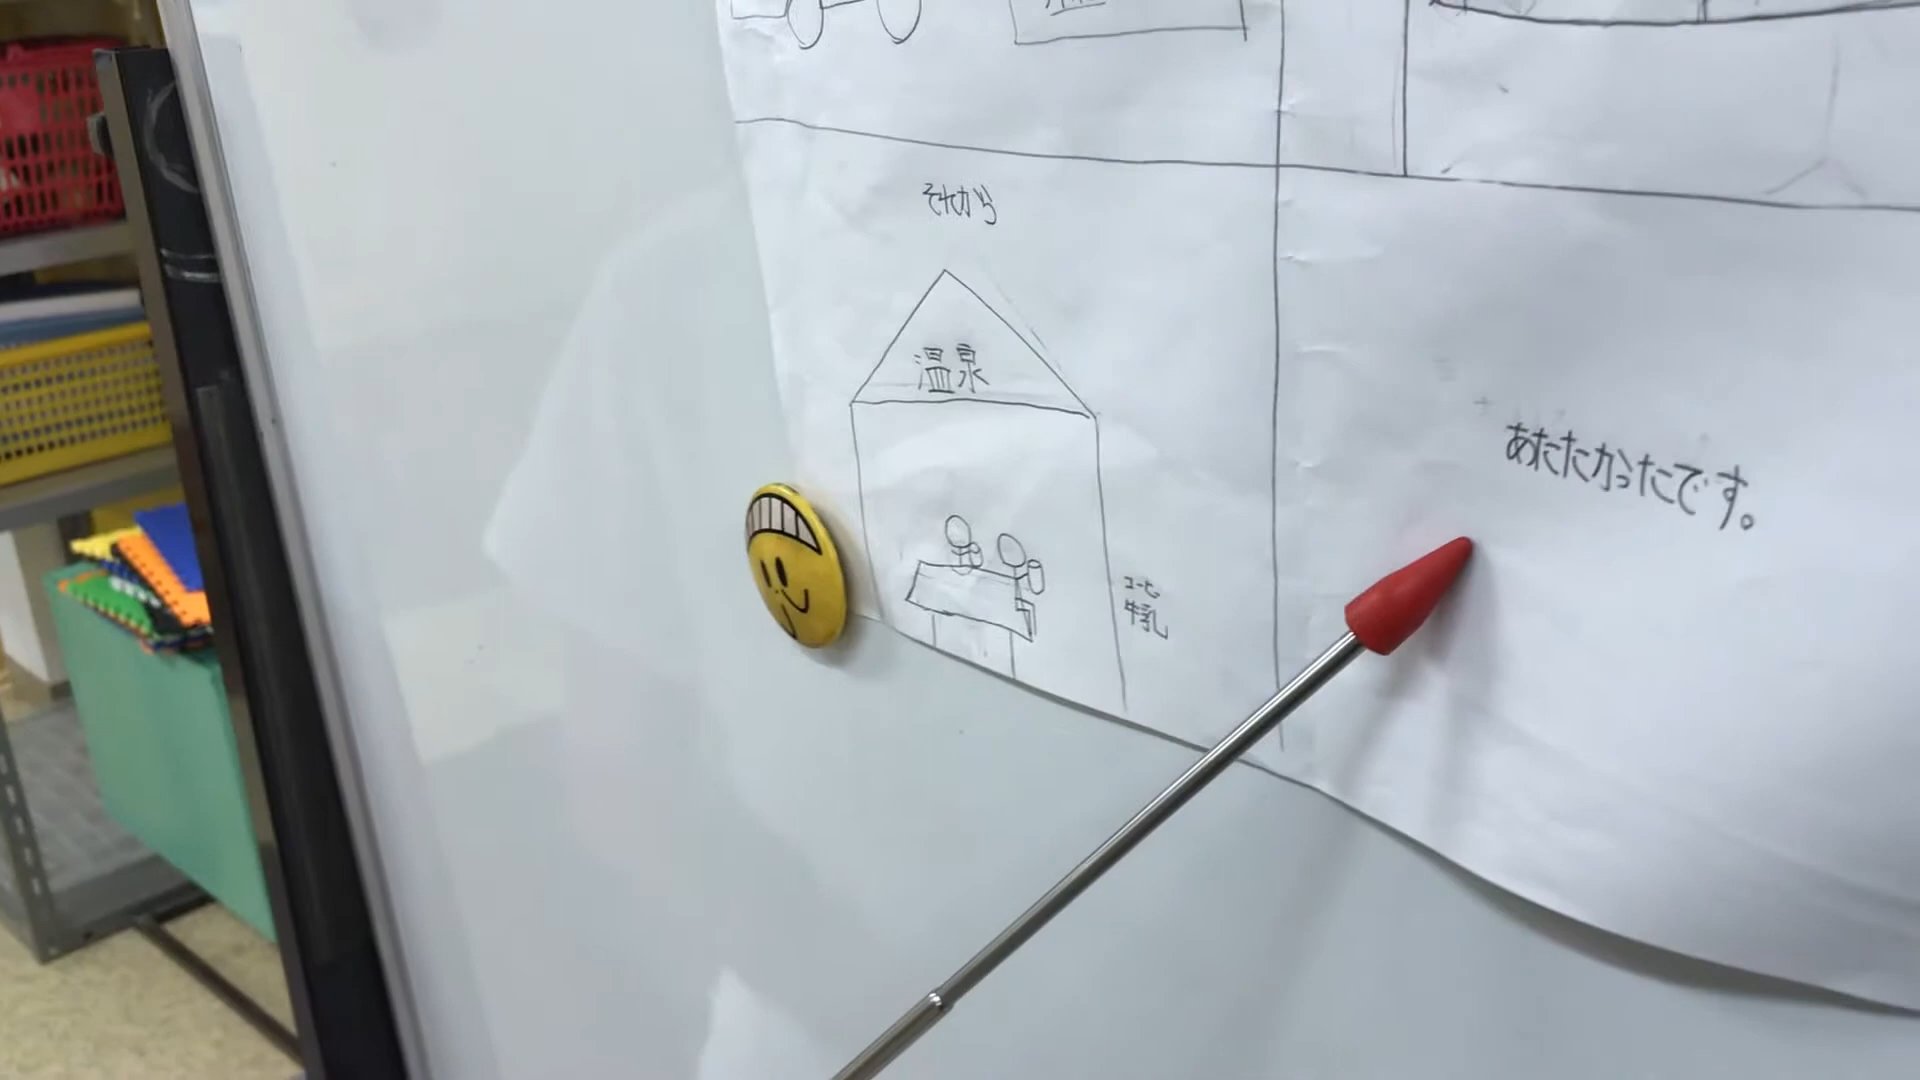 それから
温泉
コーヒ
牛乳
あたたかったです。